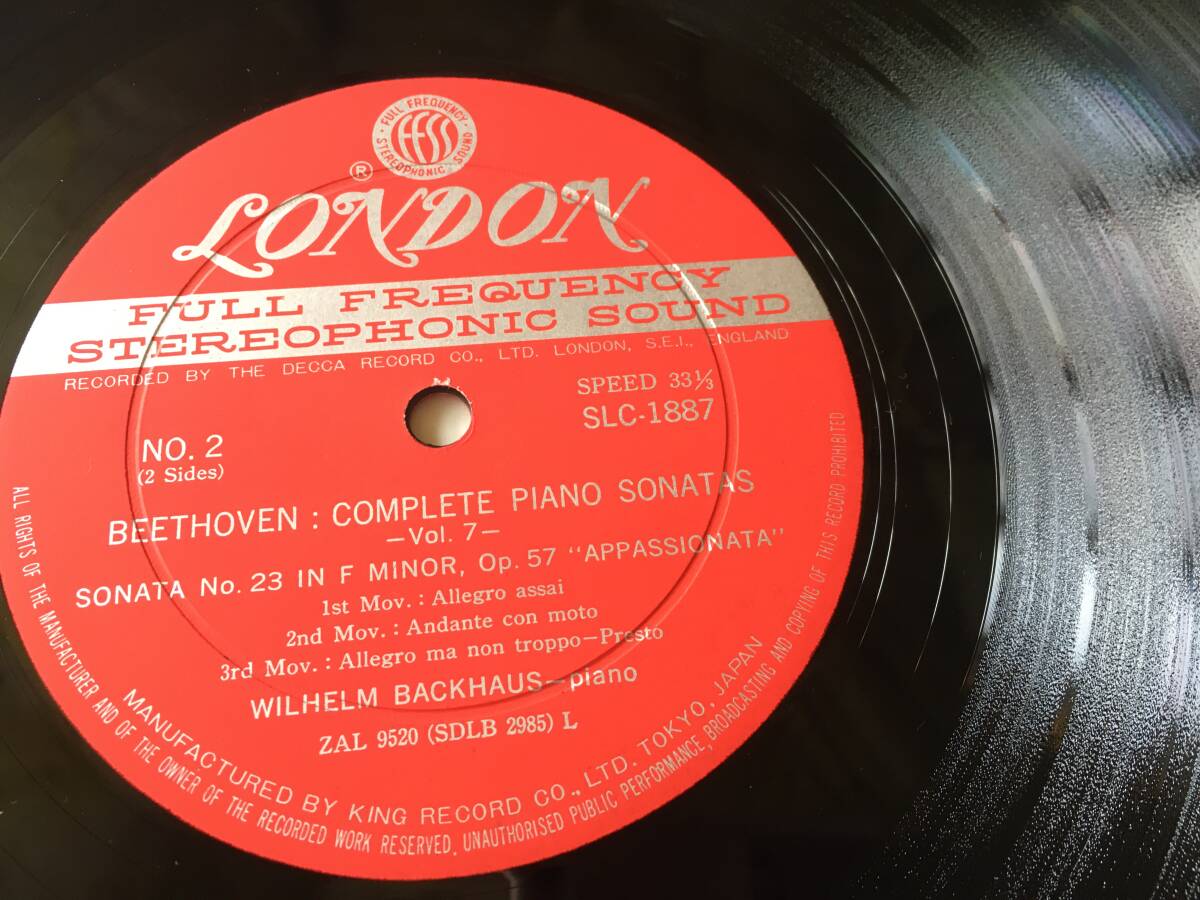 · FULL FREQUENCY · STEREOPHONIC SOUND
FFSS
®
LONDON
FULL FREQUENCY
STEREOPHONIC SOUND
RECORDED BY THE DECCA RECORD CO., LTD. LONDON, S.E.I., ENGLAND
SPEED 33⅓
SLC-1887
NO. 2
(2 Sides)
BEETHOVEN : COMPLETE PIANO SONATAS
—Vol. 7—
SONATA No. 23 IN F MINOR, Op. 57 "APPASSIONATA"
1st Mov. : Allegro assai
2nd Mov. : Andante con moto
3rd Mov. : Allegro ma non troppo—Presto
WILHELM BACKHAUS—piano
ZAL 9520 (SDLB 2985) L
MANUFACTURED BY KING RECORD CO., LTD. TOKYO, JAPAN
ALL RIGHTS OF THE MANUFACTURER AND OF THE OWNER OF THE RECORDED WORK RESERVED, UNAUTHORISED PUBLIC PERFORMANCE, BROADCASTING AND COPYING OF THIS RECORD PROHIBITED